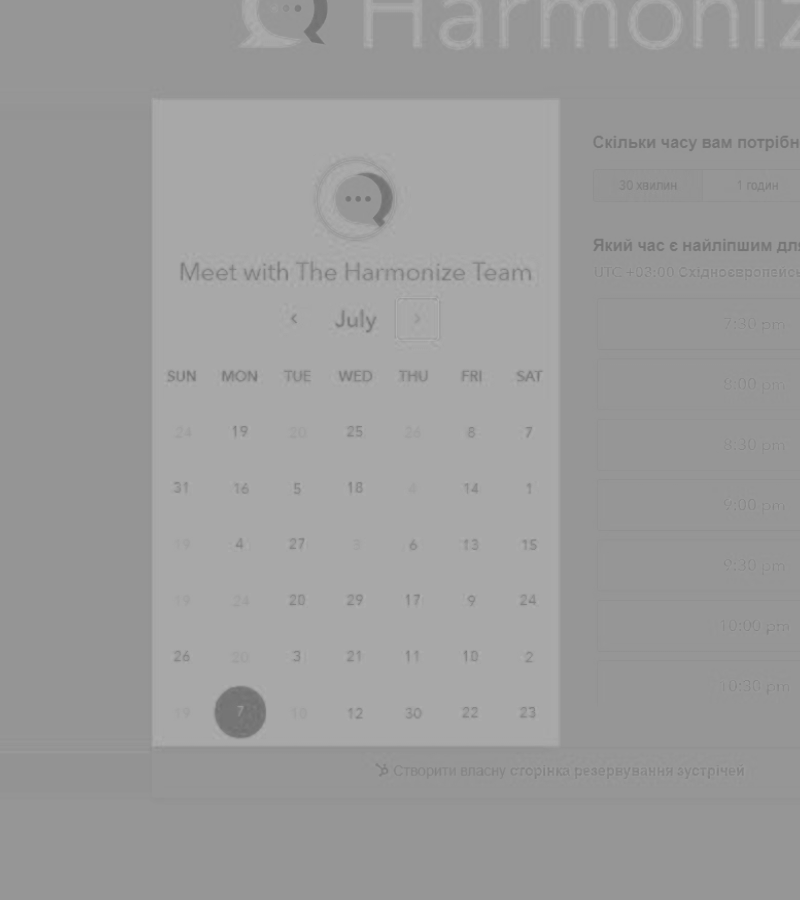 Harmoniz
Meet with The Harmonize Team
July
SUN MON TUE WED THU FRI SAT
24 19 20 25 26 8 7
31 16 5 18 4 14 1
19 4 27 3 6 13 15
19 24 20 29 17 9 24
26 20 3 21 11 10 2
19 7 18 12 30 22 23
Скільки часу вам потрібн
30 хвилин 1 годин
Який час є найліпшим для
UTC +03:00 Східноєвропейськ
7:30 pm
8:00 pm
8:30 pm
9:00 pm
9:30 pm
10:00 pm
10:30 pm
Створити власну сторінка резервування зустрічей